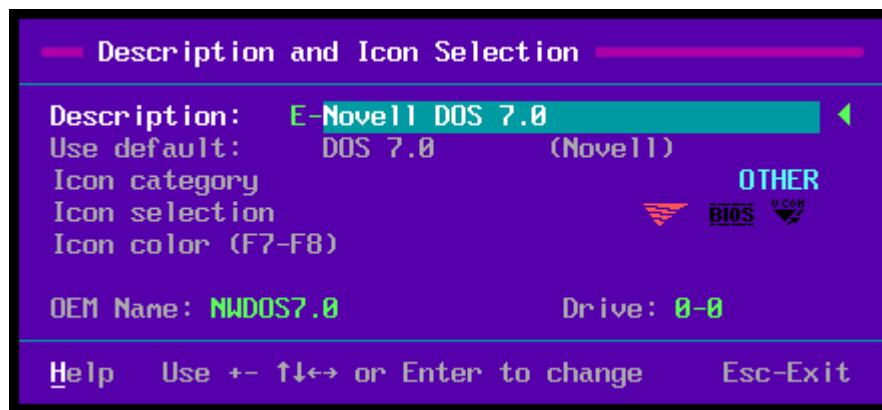 Description and Icon Selection
Description: E-Novell DOS 7.0
Use default: DOS 7.0 (Novell)
Icon category OTHER
Icon selection BIOS V.COM
Icon color (F7-F8)
OEM Name: NWDOS7.0 Drive: 0-0
Help Use +- ↑↓←→ or Enter to change Esc-Exit